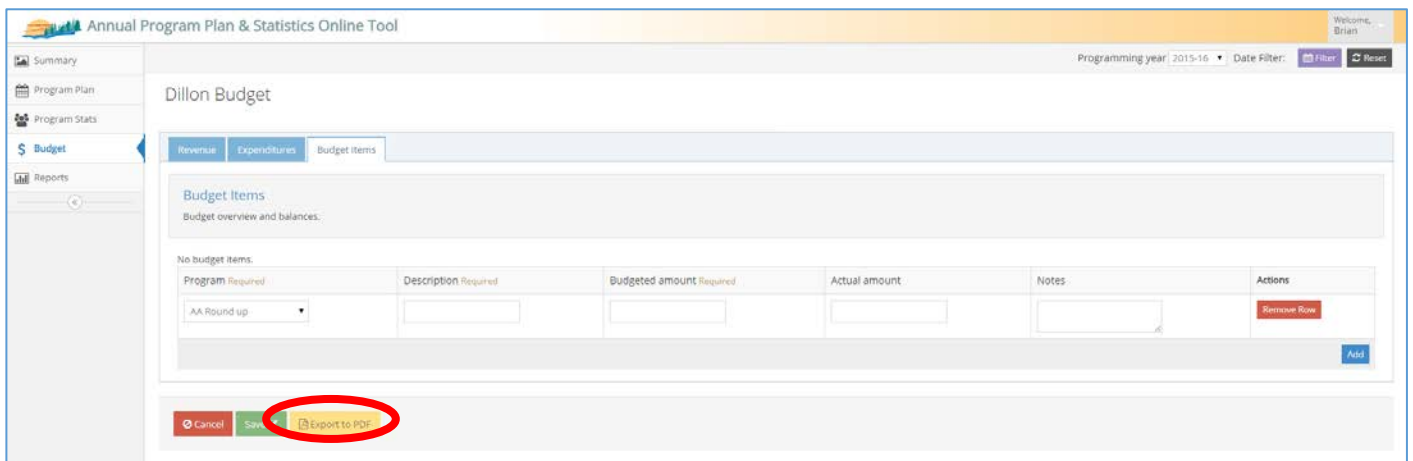 Annual Program Plan & Statistics Online Tool
Welcome,
Brian
Summary
Program Plan
Program Stats
$ Budget
Reports
Programming year 2015-16 Date Filter: Filter Reset
Dillon Budget
Revenue Expenditures Budget Items
Budget Items
Budget overview and balances.
No budget items.
Program Required Description Required Budgeted amount Required Actual amount Notes Actions
AA Round up Remove Row
Add
Cancel Save Export to PDF